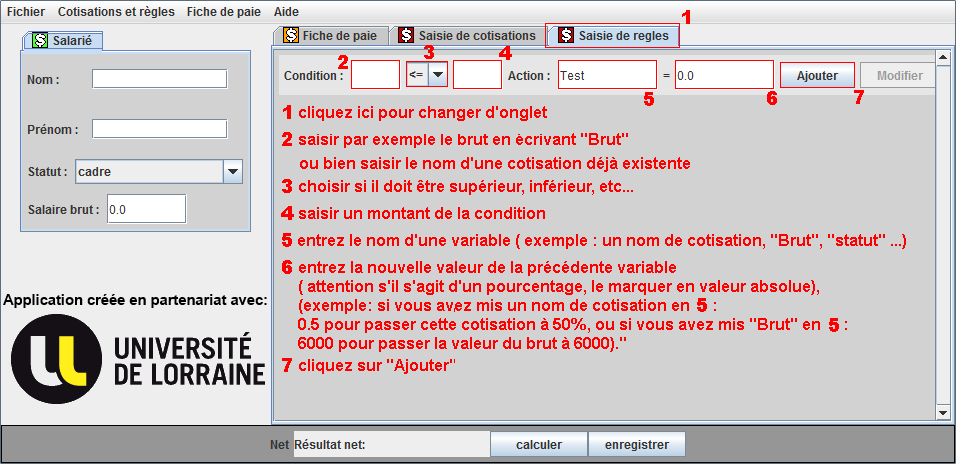 Fichier Cotisations et règles Fiche de paie Aide
1
$ Salarié
$ Fiche de paie $ Saisie de cotisations $ Saisie de regles
2 3 4
Condition : <= Action : Test = 0.0 Ajouter Modifier
5 6 7
Nom :
Prénom :
Statut : cadre
Salaire brut : 0.0
1 cliquez ici pour changer d'onglet
2 saisir par exemple le brut en écrivant "Brut"
ou bien saisir le nom d'une cotisation déjà existente
3 choisir si il doit être supérieur, inférieur, etc...
4 saisir un montant de la condition
5 entrez le nom d'une variable ( exemple : un nom de cotisation, "Brut", "statut" ...)
6 entrez la nouvelle valeur de la précédente variable
( attention s'il s'agit d'un pourcentage, le marquer en valeur absolue),
(exemple: si vous avez mis un nom de cotisation en 5 :
0.5 pour passer cette cotisation à 50%, ou si vous avez mis "Brut" en 5 :
6000 pour passer la valeur du brut à 6000)."
7 cliquez sur "Ajouter"
Application créée en partenariat avec:
UNIVERSITÉ
DE LORRAINE
Net Résultat net: calculer enregistrer